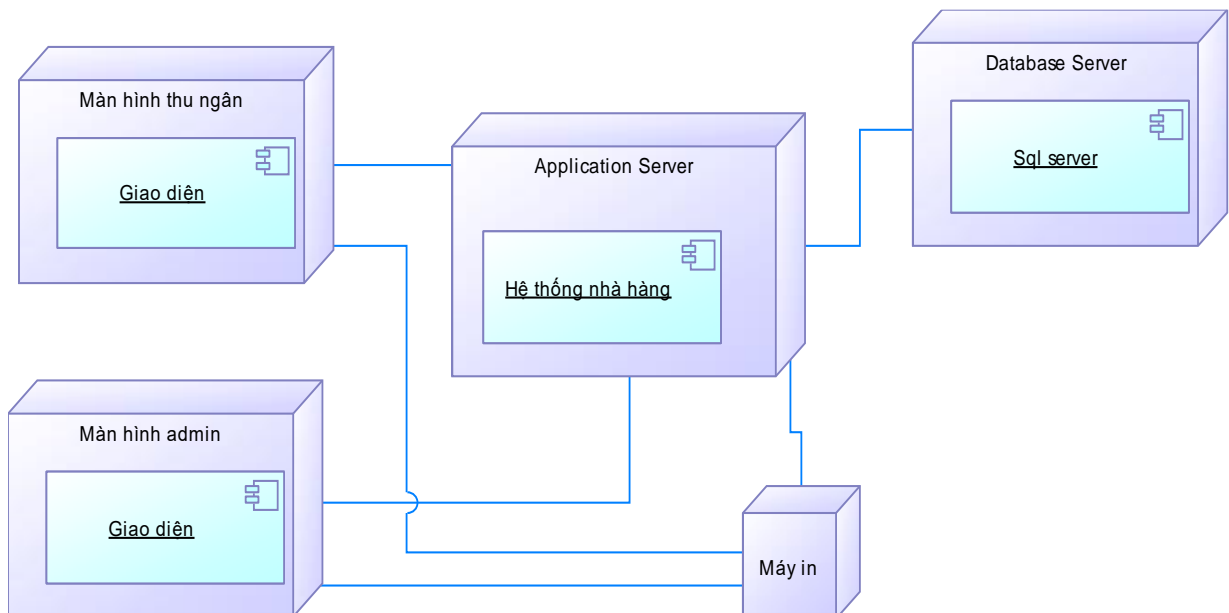 Màn hình thu ngân
Giao diện
Application Server
Hệ thống nhà hàng
Database Server
Sql server
Màn hình admin
Giao diện
Máy in